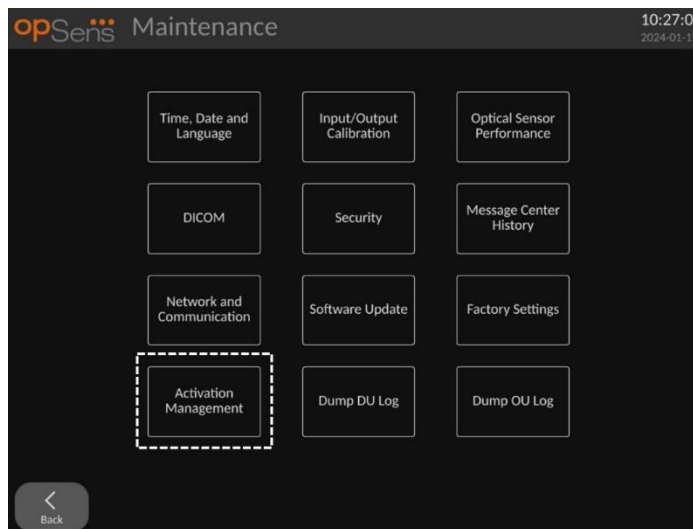 opSens Maintenance
10:27:0
2024-01-1
Time, Date and
Language
Input/Output
Calibration
Optical Sensor
Performance
DICOM
Security
Message Center
History
Network and
Communication
Software Update
Factory Settings
Activation
Management
Dump DU Log
Dump OU Log
Back